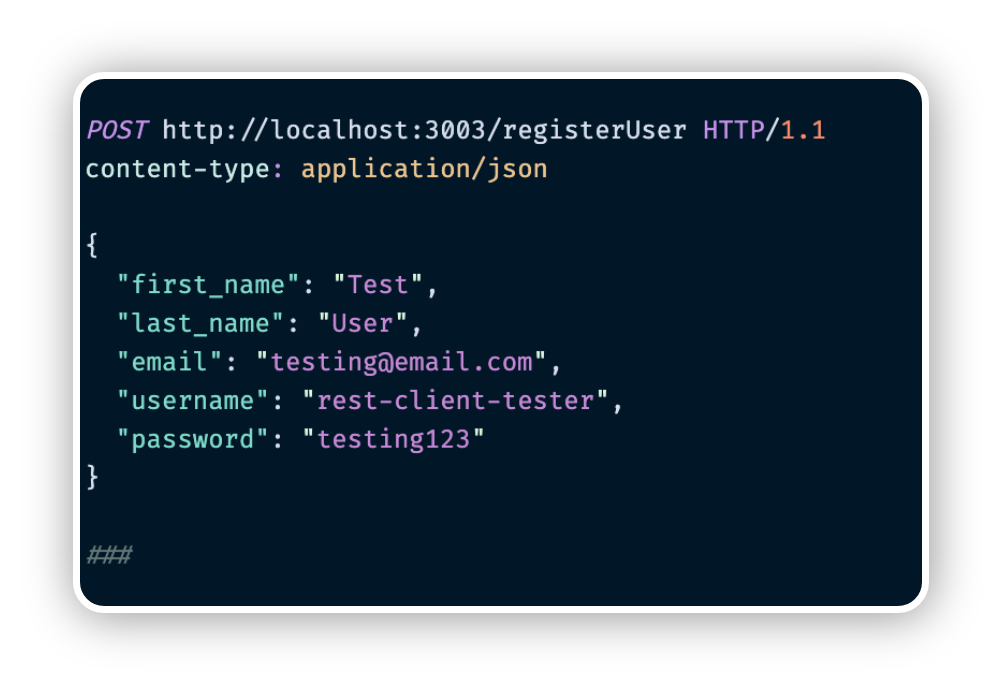 POST http://localhost:3003/registerUser HTTP/1.1
content-type: application/json
{
"first_name": "Test",
"last_name": "User",
"email": "testing@email.com",
"username": "rest-client-tester",
"password": "testing123"
}
###